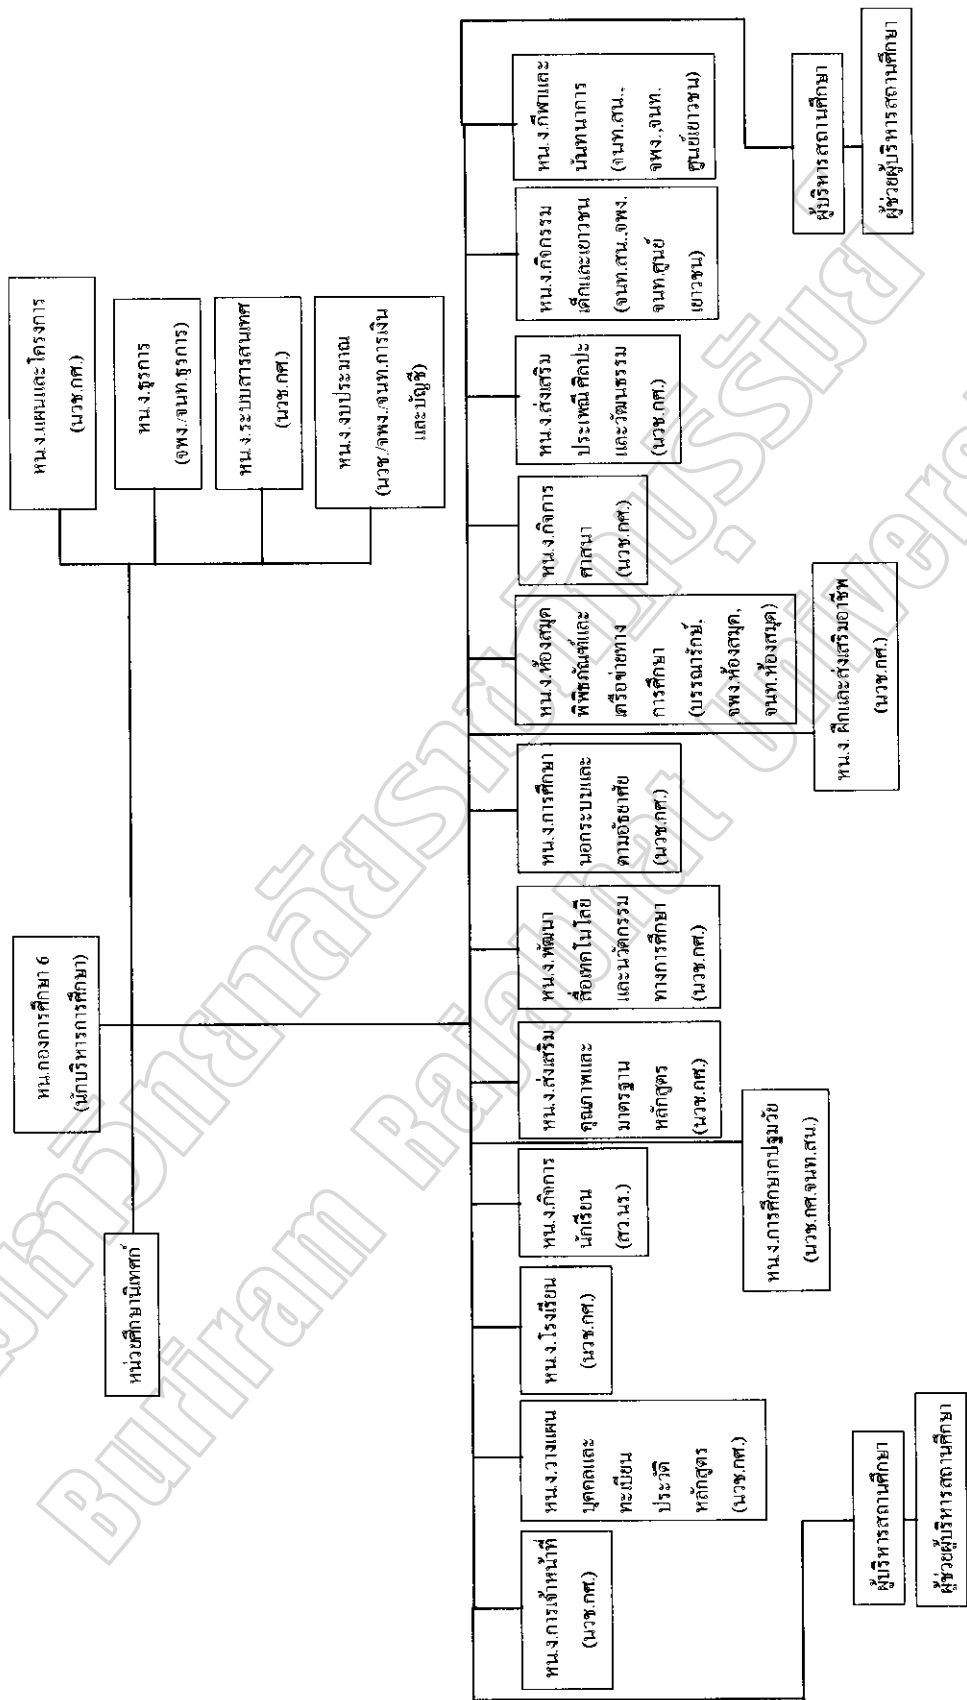 หน.กองการศึกษา 6
(นักบริหารการศึกษา)
หน่วยศึกษานิเทศก์
หน.ง.แผนและโครงการ
(นวช.กศ.)
หน.ง.ธุรการ
(จพง./จนท.ธุรการ)
หน.ง.ระบบสารสนเทศ
(นวช.กศ.)
หน.ง.งบประมาณ
(นวช./จพง./จนท.การเงิน
และบัญชี)
หน.ง.การเจ้าหน้าที่
(นวช.กศ.)
หน.ง.วางแผน
บุคคลและ
ทะเบียน
ประวัติ
หลักสูตร
(นวช.กศ.)
หน.ง.โรงเรียน
(นวช.กศ.)
หน.ง.กิจการ
นักเรียน
(สว.นร.)
หน.ง.ส่งเสริม
คุณภาพและ
มาตรฐาน
หลักสูตร
(นวช.กศ.)
หน.ง.พัฒนา
สื่อเทคโนโลยี
และนวัตกรรม
ทางการศึกษา
(นวช.กศ.)
หน.ง.การศึกษา
นอกระบบและ
ตามอัธยาศัย
(นวช.กศ.)
หน.ง.ห้องสมุด
พิพิธภัณฑ์และ
เครือข่ายทาง
การศึกษา
(บรรณารักษ์,
จพง.ห้องสมุด,
จนท.ห้องสมุด)
หน.ง.กิจการ
ศาสนา
(นวช.กศ.)
หน.ง.ส่งเสริม
ประเพณี ศิลปะ
และวัฒนธรรม
(นวช.กศ.)
หน.ง.กิจกรรม
เด็กและเยาวชน
(จนท.สน.,จพง.
จนท.ศูนย์
เยาวชน)
หน.ง.กีฬาและ
นันทนาการ
(จนท.สน.,
จพง.,จนท.
ศูนย์เยาวชน)
หน.ง.การศึกษาปฐมวัย
(นวช.กศ.จนท.สน.)
หน.ง. ฝึกและส่งเสริมอาชีพ
(นวช.กศ.)
ผู้บริหารสถานศึกษา
ผู้ช่วยผู้บริหารสถานศึกษา
ผู้บริหารสถานศึกษา
ผู้ช่วยผู้บริหารสถานศึกษา
มหาวิทยาลัยราชภัฏบุรีรัมย์
Buriram Rajabhat Univers